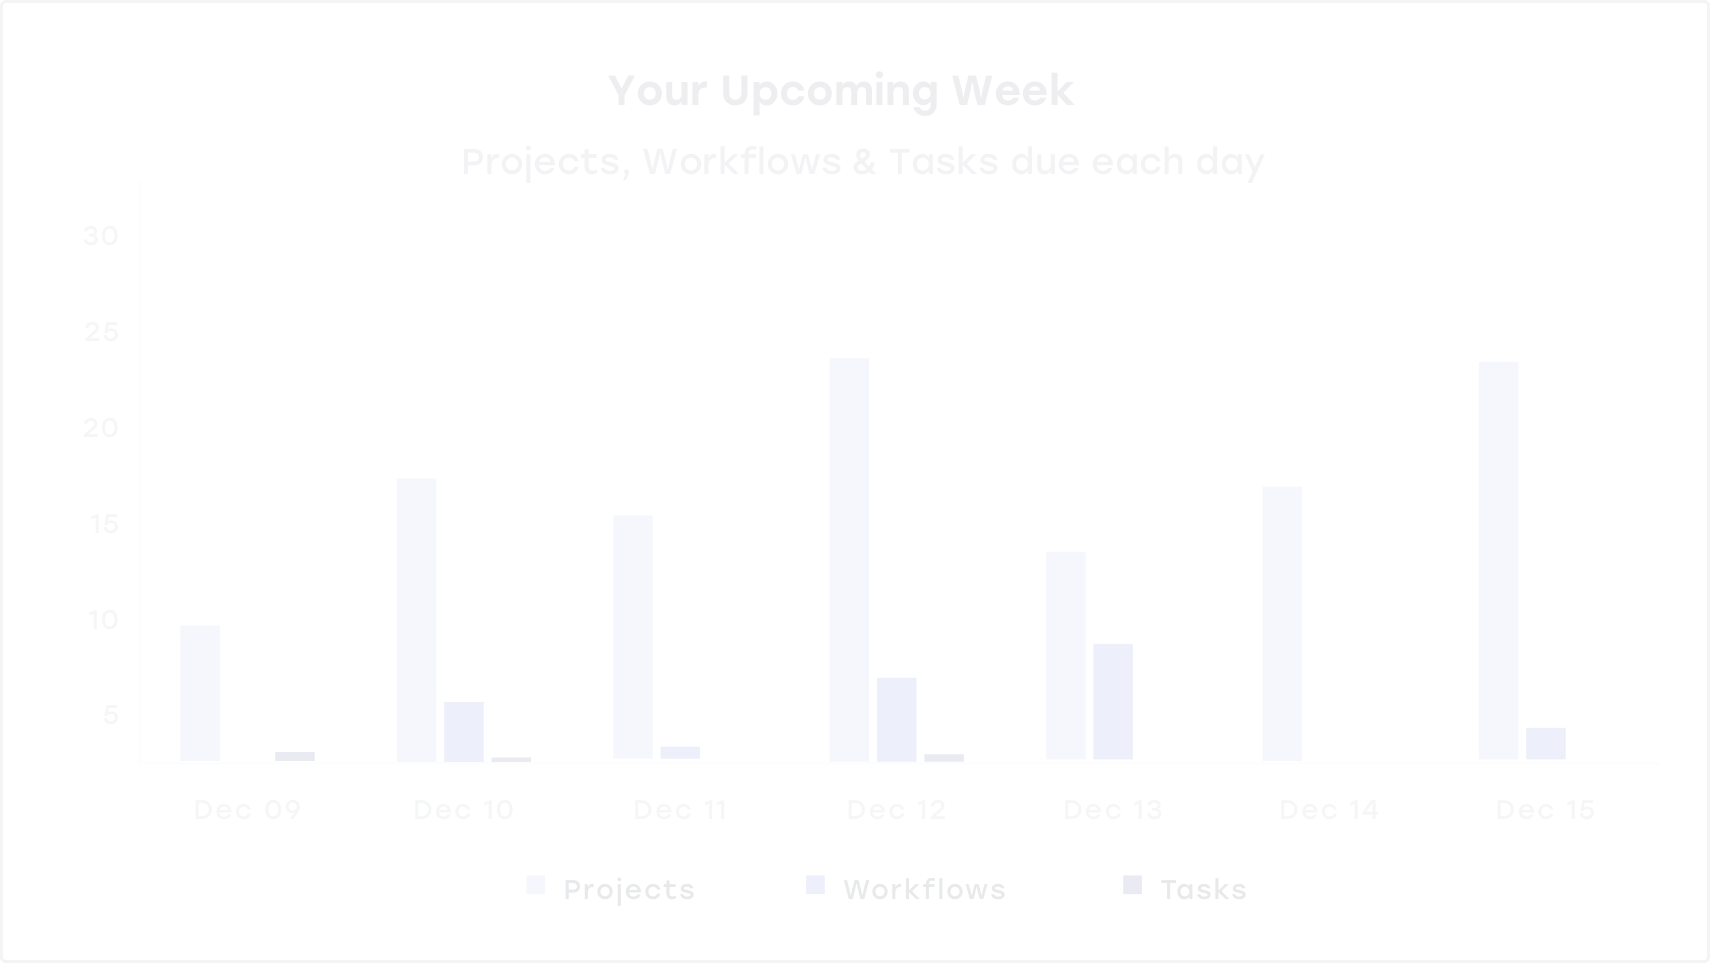 Your Upcoming Week
Projects, Workflows & Tasks due each day
30
25
20
15
10
5
Dec 09 Dec 10 Dec 11 Dec 12 Dec 13 Dec 14 Dec 15
Projects Workflows Tasks